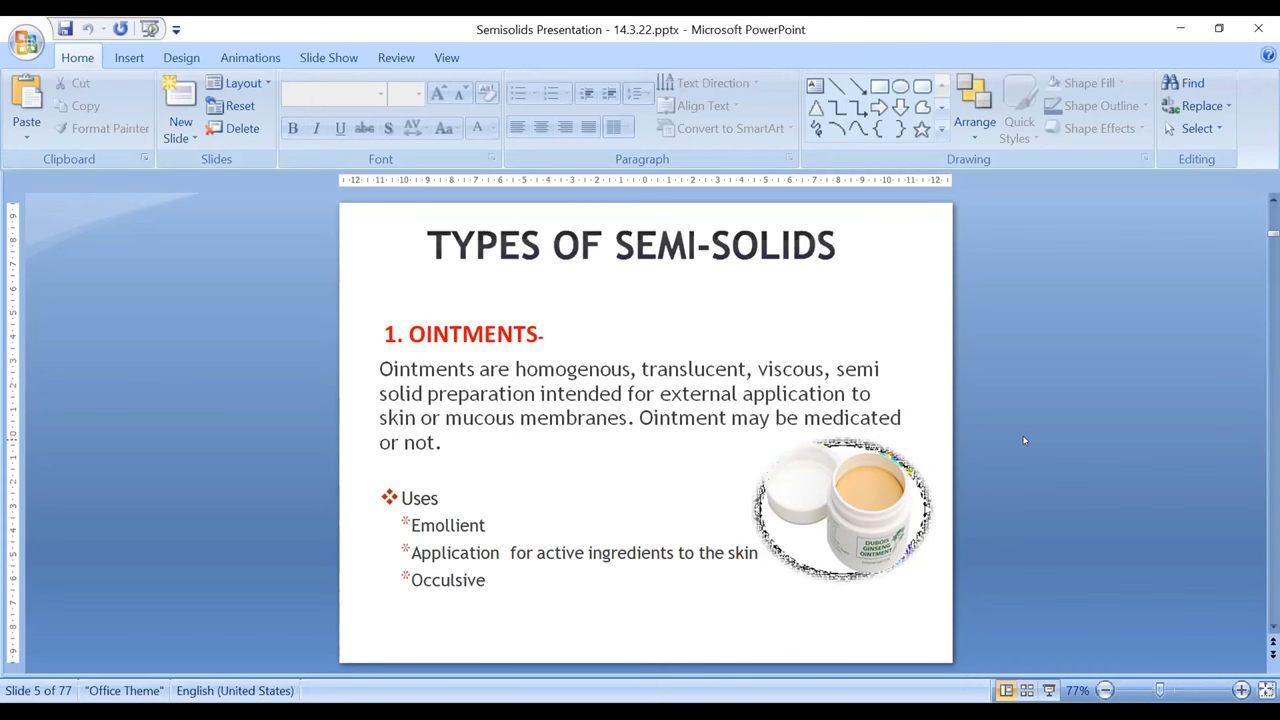 Semisolids Presentation - 14.3.22.pptx - Microsoft PowerPoint
Home Insert Design Animations Slide Show Review View
Cut Layout Text Direction Shape Fill Find
Copy Reset Align Text Shape Outline Replace
Paste Format Painter New Slide Delete Convert to SmartArt Arrange Quick Styles Shape Effects Select
Clipboard Slides Font Paragraph Drawing Editing
TYPES OF SEMI-SOLIDS
1. OINTMENTS-
Ointments are homogenous, translucent, viscous, semi
solid preparation intended for external application to
skin or mucous membranes. Ointment may be medicated
or not.
Uses
*Emollient
*Application for active ingredients to the skin
*Occulsive
DUBOIS
GINSENG
OINTMENT
Slide 5 of 77 "Office Theme" English (United States) 77%